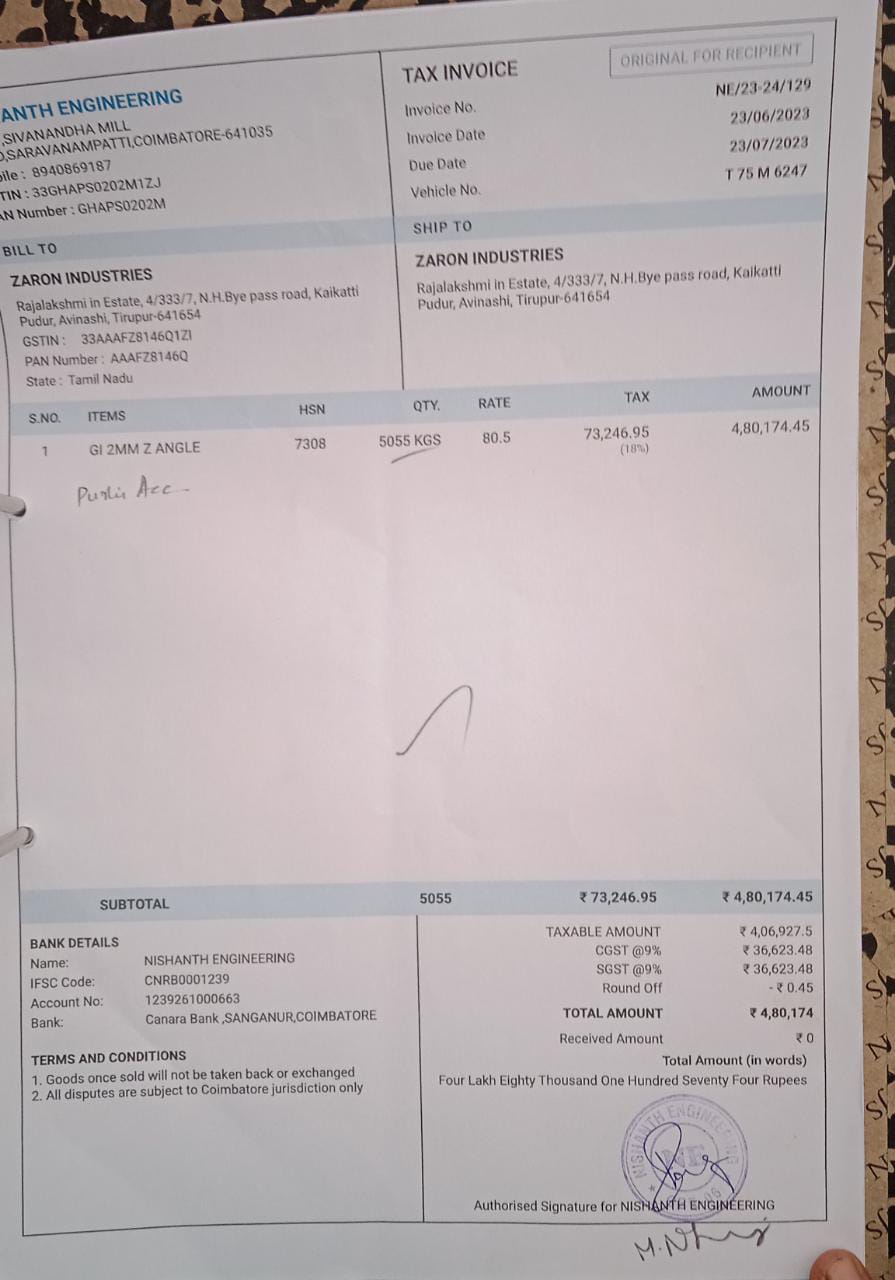 ANTH ENGINEERING
,SIVANANDHA MILL
,SARAVANAMPATTI,COIMBATORE-641035
ile : 8940869187
TIN : 33GHAPS0202M1ZJ
AN Number : GHAPS0202M
TAX INVOICE
ORIGINAL FOR RECIPIENT
Invoice No. NE/23-24/129
Invoice Date 23/06/2023
Due Date 23/07/2023
Vehicle No. T 75 M 6247
BILL TO
ZARON INDUSTRIES
Rajalakshmi in Estate, 4/333/7, N.H.Bye pass road, Kaikatti
Pudur, Avinashi, Tirupur-641654
GSTIN : 33AAAFZ8146Q1ZI
PAN Number : AAAFZ8146Q
State : Tamil Nadu
SHIP TO
ZARON INDUSTRIES
Rajalakshmi in Estate, 4/333/7, N.H.Bye pass road, Kaikatti
Pudur, Avinashi, Tirupur-641654
S.NO. ITEMS HSN QTY. RATE TAX AMOUNT
1 GI 2MM Z ANGLE 7308 5055 KGS 80.5 73,246.95 4,80,174.45
(18%)
Acc
SUBTOTAL 5055 ₹ 73,246.95 ₹ 4,80,174.45
BANK DETAILS
Name: NISHANTH ENGINEERING
IFSC Code: CNRB0001239
Account No: 1239261000663
Bank: Canara Bank ,SANGANUR,COIMBATORE
TERMS AND CONDITIONS
1. Goods once sold will not be taken back or exchanged
2. All disputes are subject to Coimbatore jurisdiction only
TAXABLE AMOUNT ₹ 4,06,927.5
CGST @9% ₹ 36,623.48
SGST @9% ₹ 36,623.48
Round Off - ₹ 0.45
TOTAL AMOUNT ₹ 4,80,174
Received Amount ₹ 0
Total Amount (in words)
Four Lakh Eighty Thousand One Hundred Seventy Four Rupees
NISHANTH ENGINEERING
Authorised Signature for NISHANTH ENGINEERING